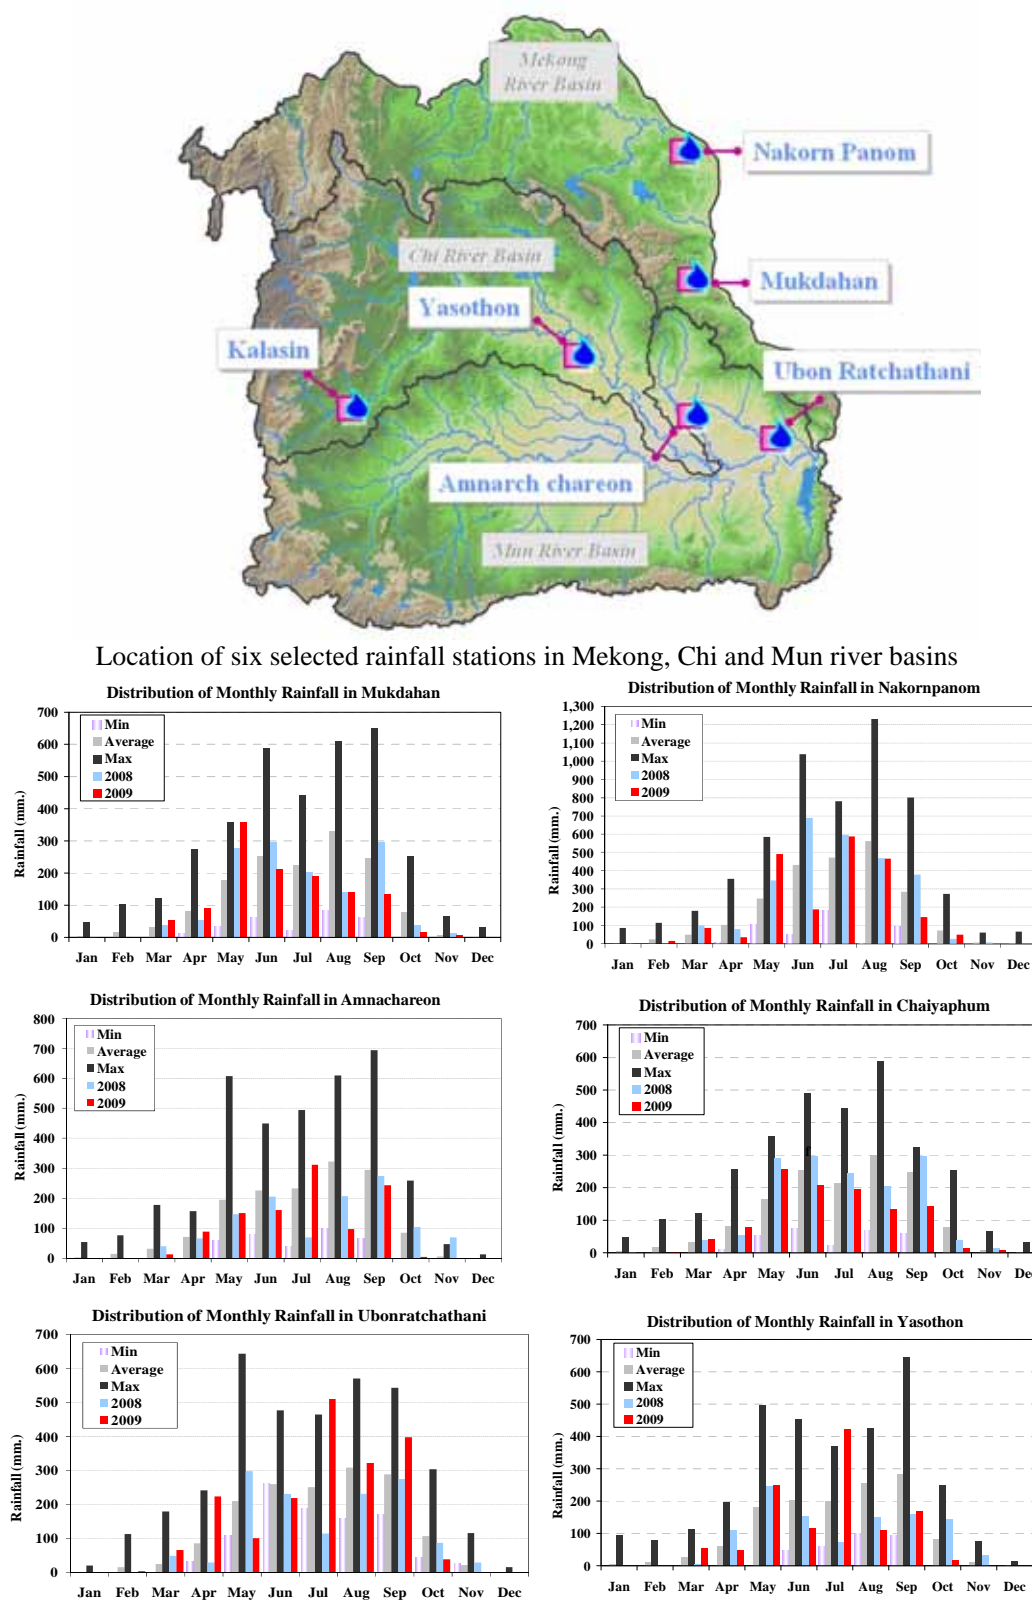 Mekong
River Basin
Nakorn Panom
Chi River Basin
Mukdahan
Yasothon
Kalasin
Ubon Ratchathani
Amnarch chareon
Mun River Basin
Location of six selected rainfall stations in Mekong, Chi and Mun river basins
Distribution of Monthly Rainfall in Mukdahan
Rainfall (mm.)
700
600
500
400
300
200
100
0
Min
Average
Max
2008
2009
Jan Feb Mar Apr May Jun Jul Aug Sep Oct Nov Dec
Distribution of Monthly Rainfall in Nakornpanom
Rainfall (mm.)
1,300
1,200
1,100
1,000
900
800
700
600
500
400
300
200
100
0
Min
Average
Max
2008
2009
Jan Feb Mar Apr May Jun Jul Aug Sep Oct Nov Dec
Distribution of Monthly Rainfall in Amnachareon
Rainfall (mm.)
800
700
600
500
400
300
200
100
0
Min
Average
Max
2008
2009
Jan Feb Mar Apr May Jun Jul Aug Sep Oct Nov Dec
Distribution of Monthly Rainfall in Chaiyaphum
Rainfall (mm.)
700
600
500
400
300
200
100
0
Min
Average
Max
2008
2009
Jan Feb Mar Apr May Jun Jul Aug Sep Oct Nov Dec
Distribution of Monthly Rainfall in Ubonratchathani
Rainfall (mm.)
700
600
500
400
300
200
100
0
Min
Average
Max
2008
2009
Jan Feb Mar Apr May Jun Jul Aug Sep Oct Nov Dec
Distribution of Monthly Rainfall in Yasothon
Rainfall (mm.)
700
600
500
400
300
200
100
0
Min
Average
Max
2008
2009
Jan Feb Mar Apr May Jun Jul Aug Sep Oct Nov Dec